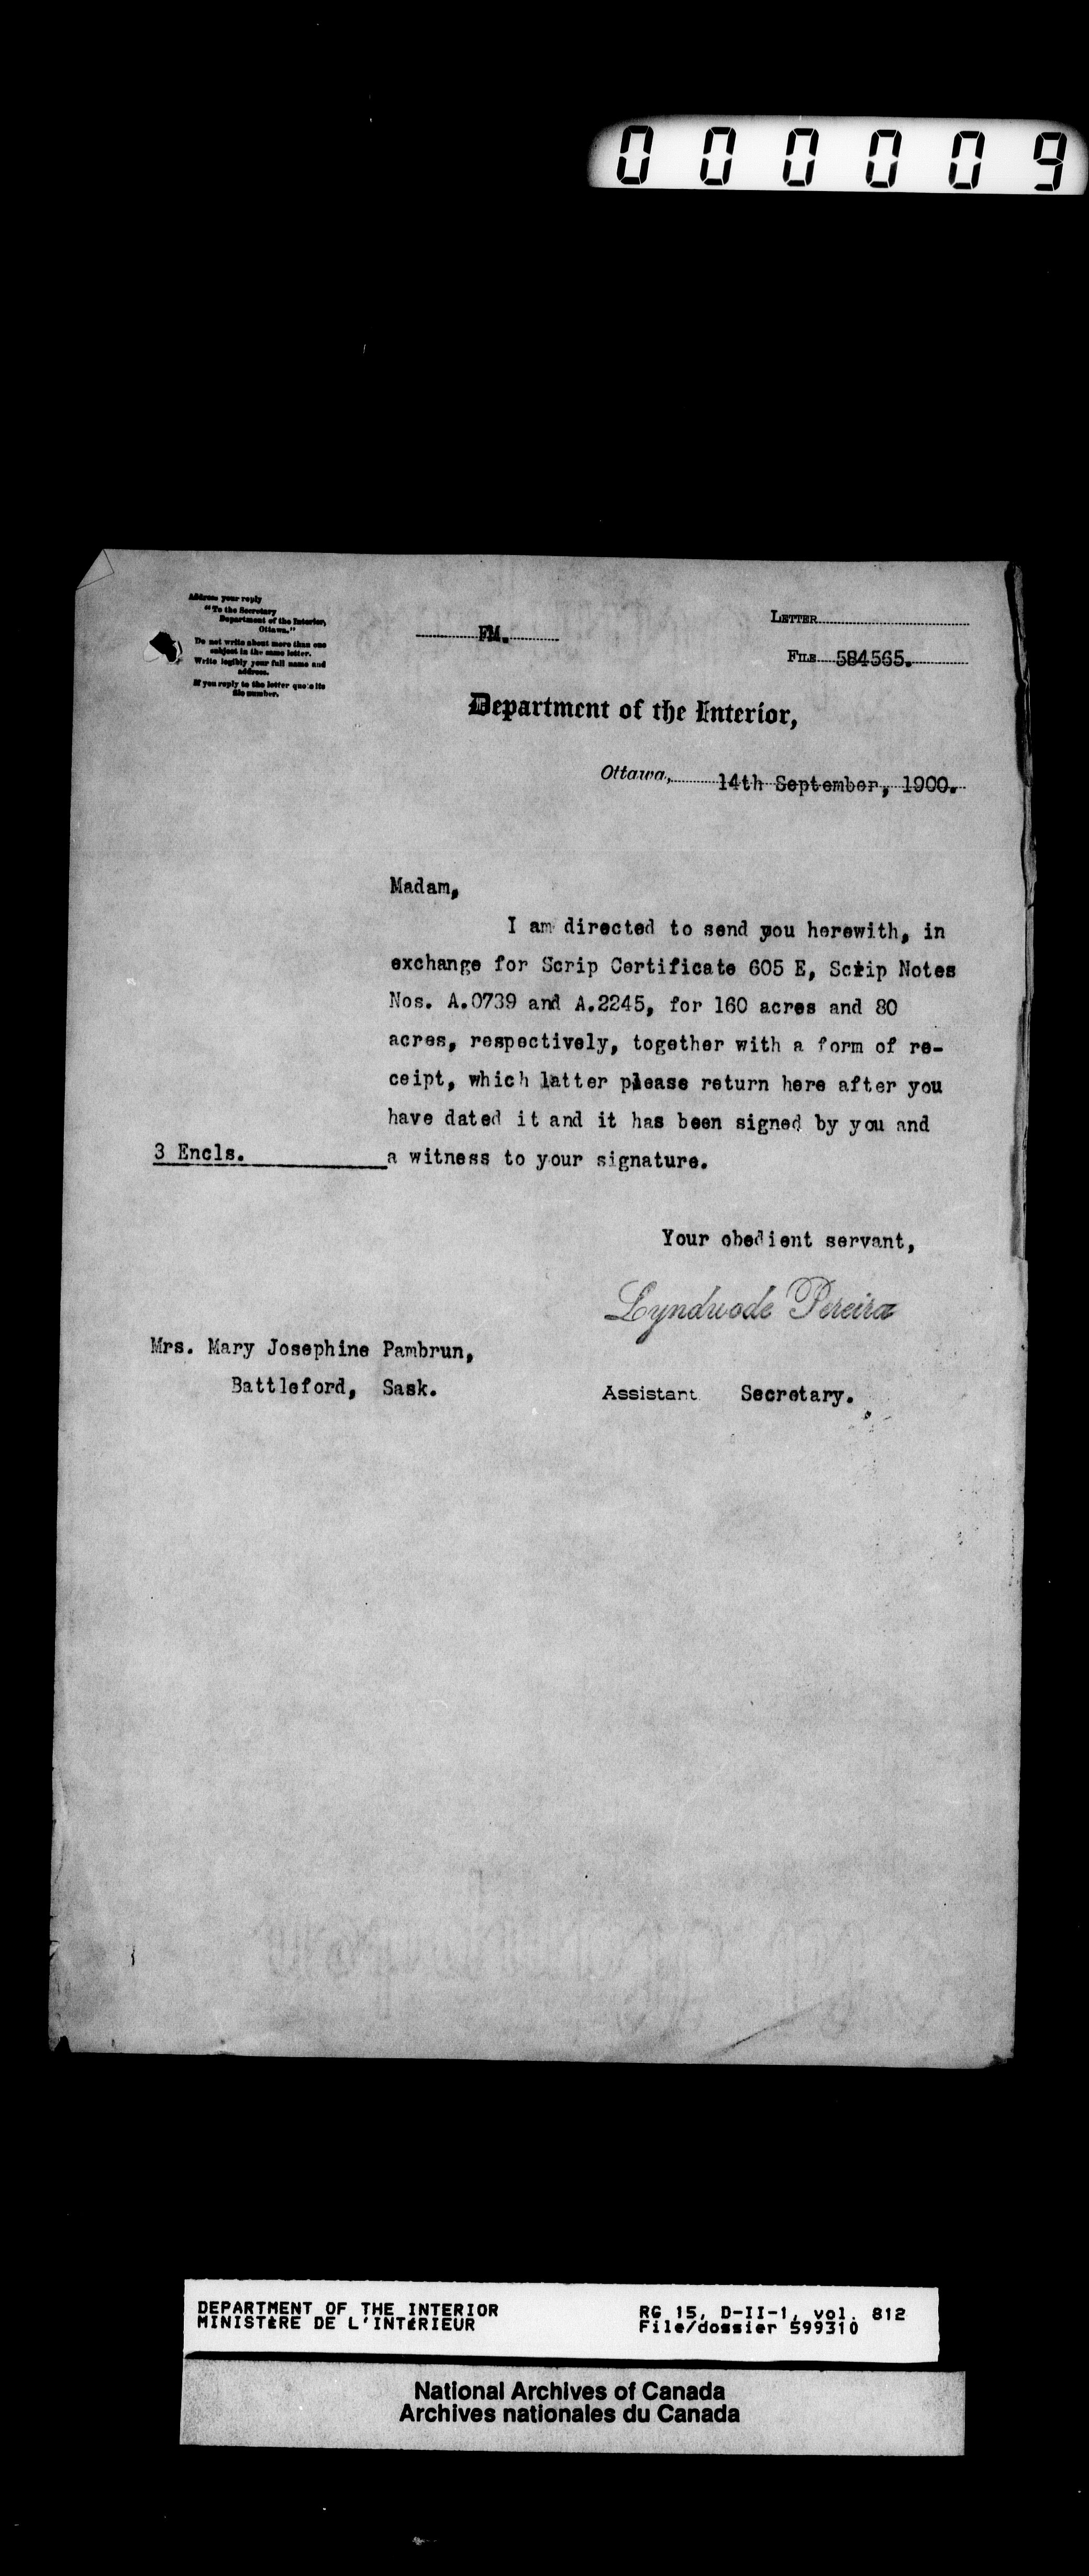 000009
Address your reply
"To the Secretary
Department of the Interior,
Ottawa."
Do not write about more than one
subject in the same letter.
Write legibly your full name and
address.
If you reply to the letter quote its
file number.
FM.
LETTER
FILE 584565.
Department of the Interior,
Ottawa, 14th September, 1900.
Madam,
I am directed to send you herewith, in
exchange for Scrip Certificate 605 E, Scrip Notes
Nos. A.0739 and A.2245, for 160 acres and 80
acres, respectively, together with a form of re-
ceipt, which latter please return here after you
have dated it and it has been signed by you and
3 Encls. a witness to your signature.
Your obedient servant,
Lyndwode Pereira
Mrs. Mary Josephine Pambrun,
Battleford, Sask.
Assistant Secretary.
DEPARTMENT OF THE INTERIOR
MINISTÈRE DE L'INTÉRIEUR
RG 15, D-II-1, vol. 812
File/dossier 599310
National Archives of Canada
Archives nationales du Canada